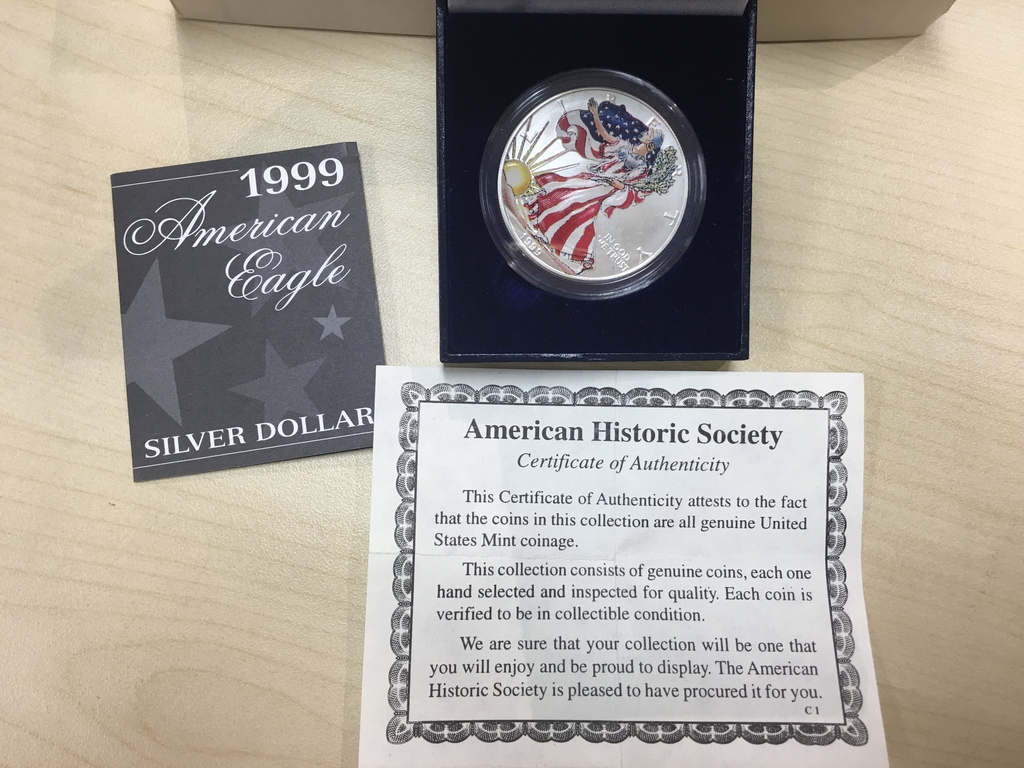 1999
American
Eagle
SILVER DOLLAR
1999
IN GOD
WE TRUST
American Historic Society
Certificate of Authenticity
This Certificate of Authenticity attests to the fact
that the coins in this collection are all genuine United
States Mint coinage.
This collection consists of genuine coins, each one
hand selected and inspected for quality. Each coin is
verified to be in collectible condition.
We are sure that your collection will be one that
you will enjoy and be proud to display. The American
Historic Society is pleased to have procured it for you.
C1